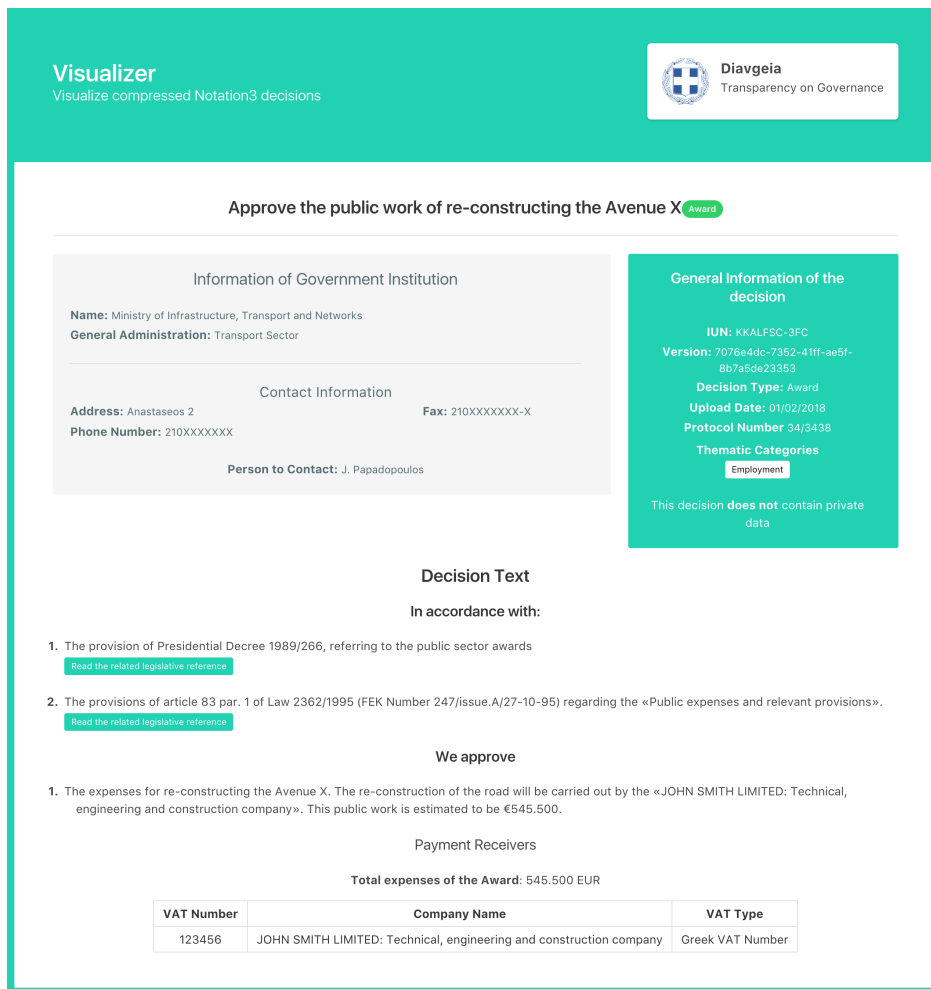 Visualizer
Visualize compressed Notation3 decisions
Diavgeia
Transparency on Governance
Approve the public work of re-constructing the Avenue X Award
Information of Government Institution
Name: Ministry of Infrastructure, Transport and Networks
General Administration: Transport Sector
Contact Information
Address: Anastaseos 2
Fax: 210XXXXXXX-X
Phone Number: 210XXXXXXX
Person to Contact: J. Papadopoulos
General Information of the
decision
IUN: KKALFSC-3FC
Version: 7076e4dc-7352-41ff-ae5f-
8b7a5de23353
Decision Type: Award
Upload Date: 01/02/2018
Protocol Number 34/3438
Thematic Categories
Employment
This decision does not contain private
data
Decision Text
In accordance with:
1. The provision of Presidential Decree 1989/266, referring to the public sector awards
Read the related legislative reference
2. The provisions of article 83 par. 1 of Law 2362/1995 (FEK Number 247/issue.A/27-10-95) regarding the «Public expenses and relevant provisions».
Read the related legislative reference
We approve
1. The expenses for re-constructing the Avenue X. The re-construction of the road will be carried out by the «JOHN SMITH LIMITED: Technical,
engineering and construction company». This public work is estimated to be €545.500.
Payment Receivers
Total expenses of the Award: 545.500 EUR
VAT Number Company Name VAT Type
123456 JOHN SMITH LIMITED: Technical, engineering and construction company Greek VAT Number